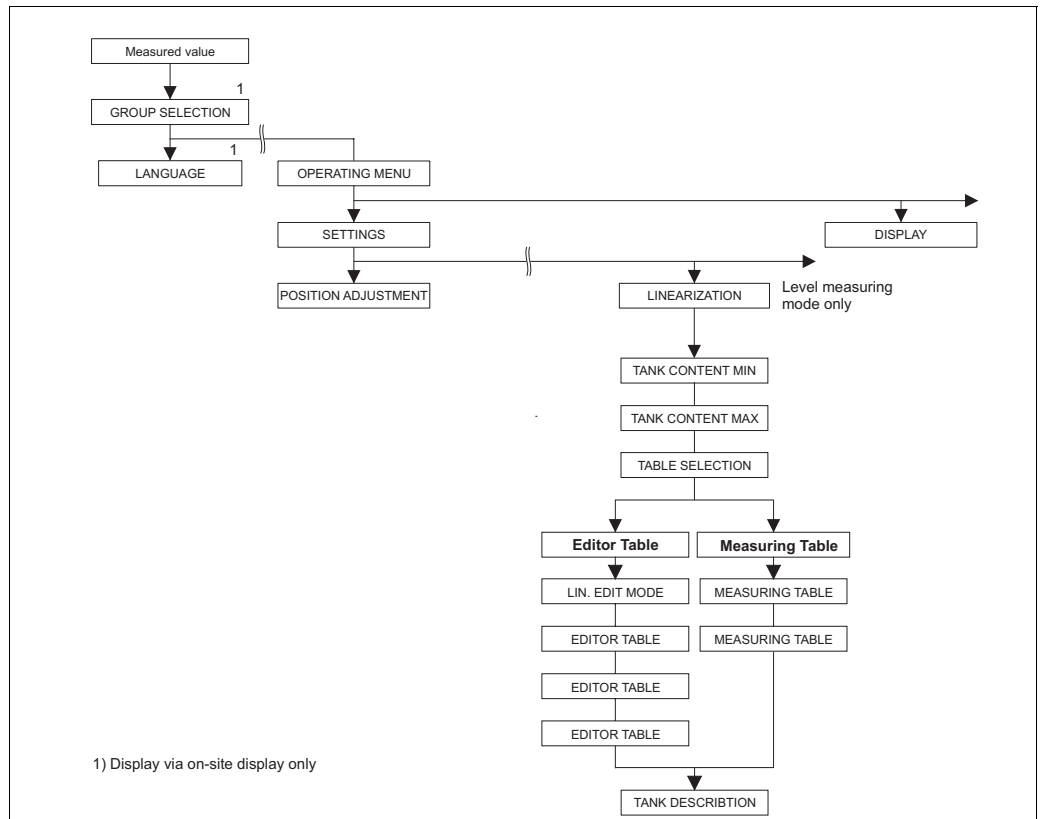 Measured value
1
GROUP SELECTION
1
LANGUAGE
OPERATING MENU
SETTINGS
DISPLAY
POSITION ADJUSTMENT
LINEARIZATION
Level measuring
mode only
TANK CONTENT MIN
TANK CONTENT MAX
TABLE SELECTION
Editor Table
Measuring Table
LIN. EDIT MODE
MEASURING TABLE
EDITOR TABLE
MEASURING TABLE
EDITOR TABLE
EDITOR TABLE
1) Display via on-site display only
TANK DESCRIBTION